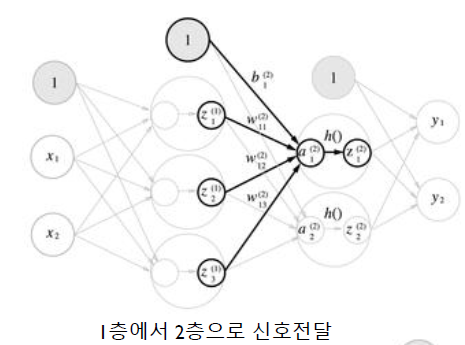 1
b₁⁽²⁾
1
1
z₁⁽¹⁾
w₁₁⁽²⁾
y₁
x₁
w₁₂⁽²⁾
a₁⁽²⁾
h()
z₁⁽²⁾
z₂⁽¹⁾
w₁₃⁽²⁾
y₂
x₂
h()
a₂⁽²⁾
z₂⁽²⁾
z₃⁽¹⁾
1층에서 2층으로 신호전달